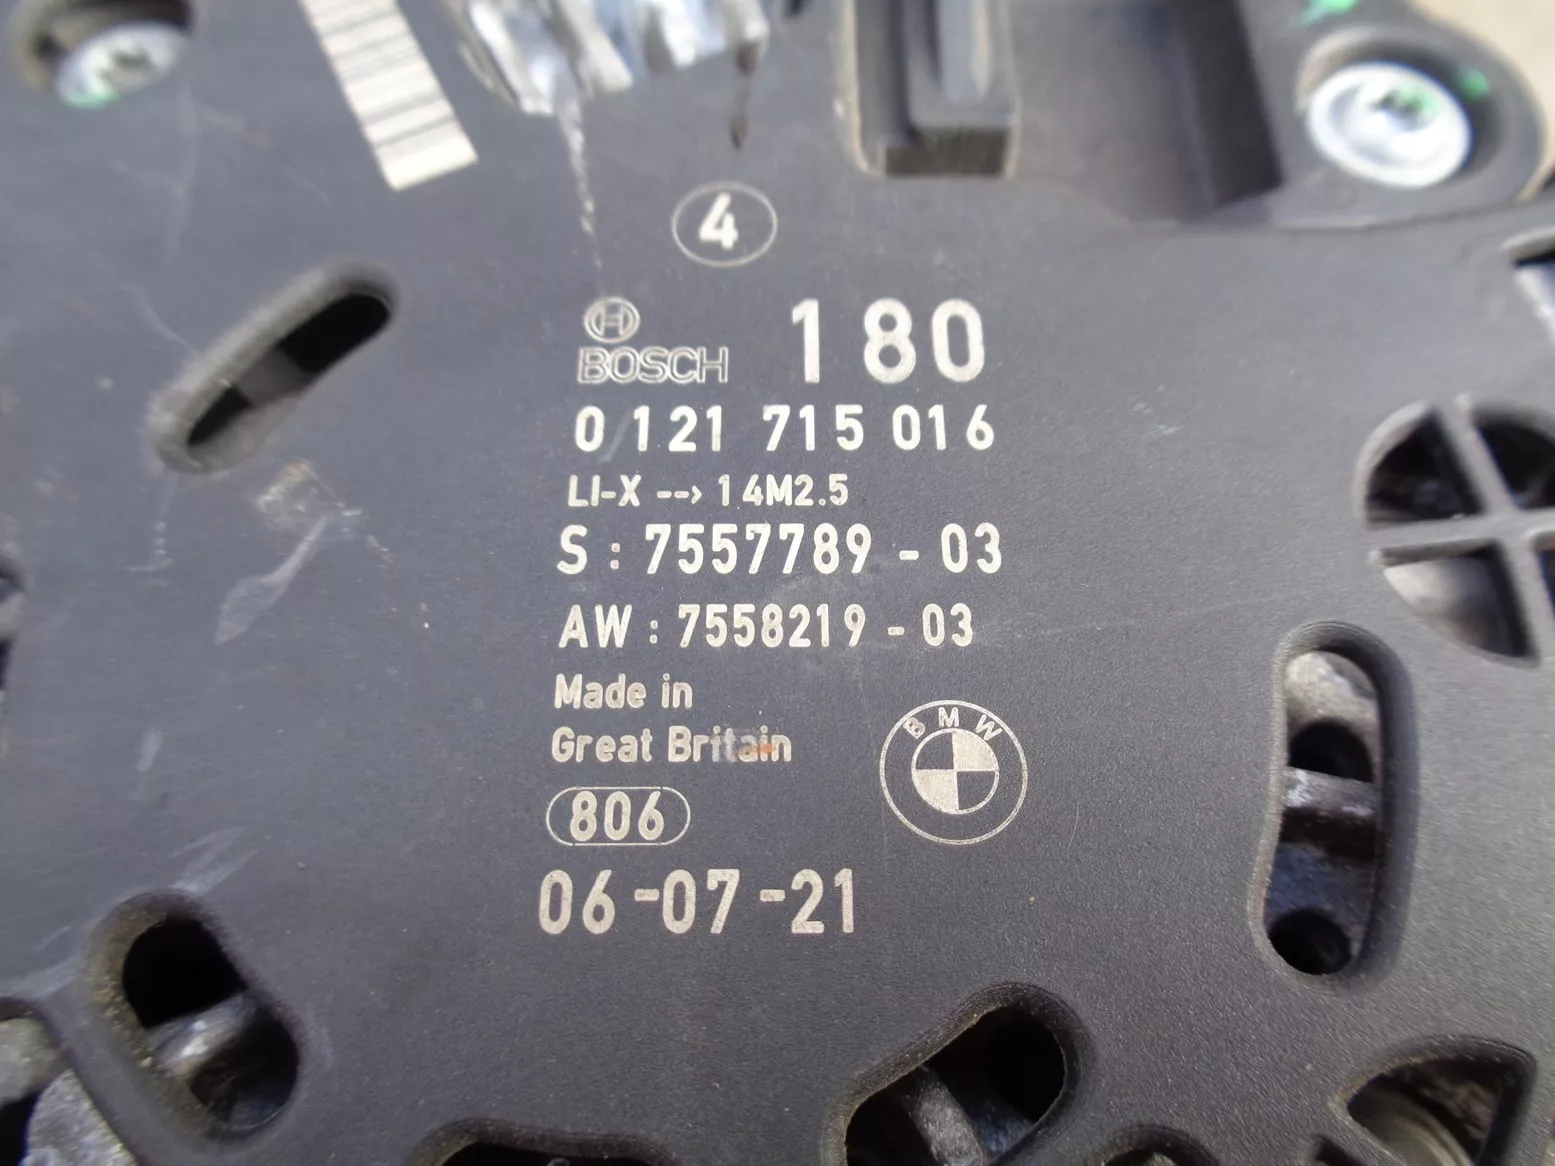 4
BOSCH 180
0 121 715 016
LI-X --> 14M2.5
S : 7557789 - 03
AW : 7558219 - 03
Made in
Great Britain
BMW
806
06-07-21